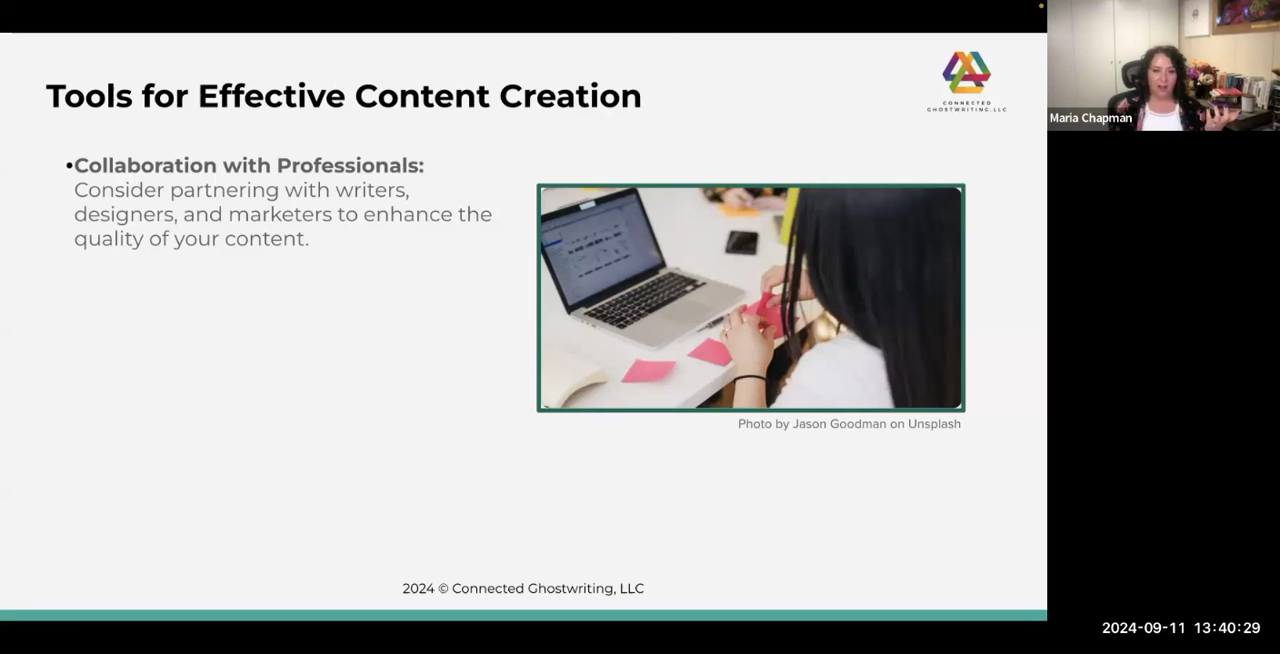 Tools for Effective Content Creation
CONNECTED
GHOSTWRITING, LLC
Maria Chapman
•Collaboration with Professionals:
Consider partnering with writers,
designers, and marketers to enhance the
quality of your content.
Photo by Jason Goodman on Unsplash
2024 © Connected Ghostwriting, LLC
2024-09-11 13:40:29